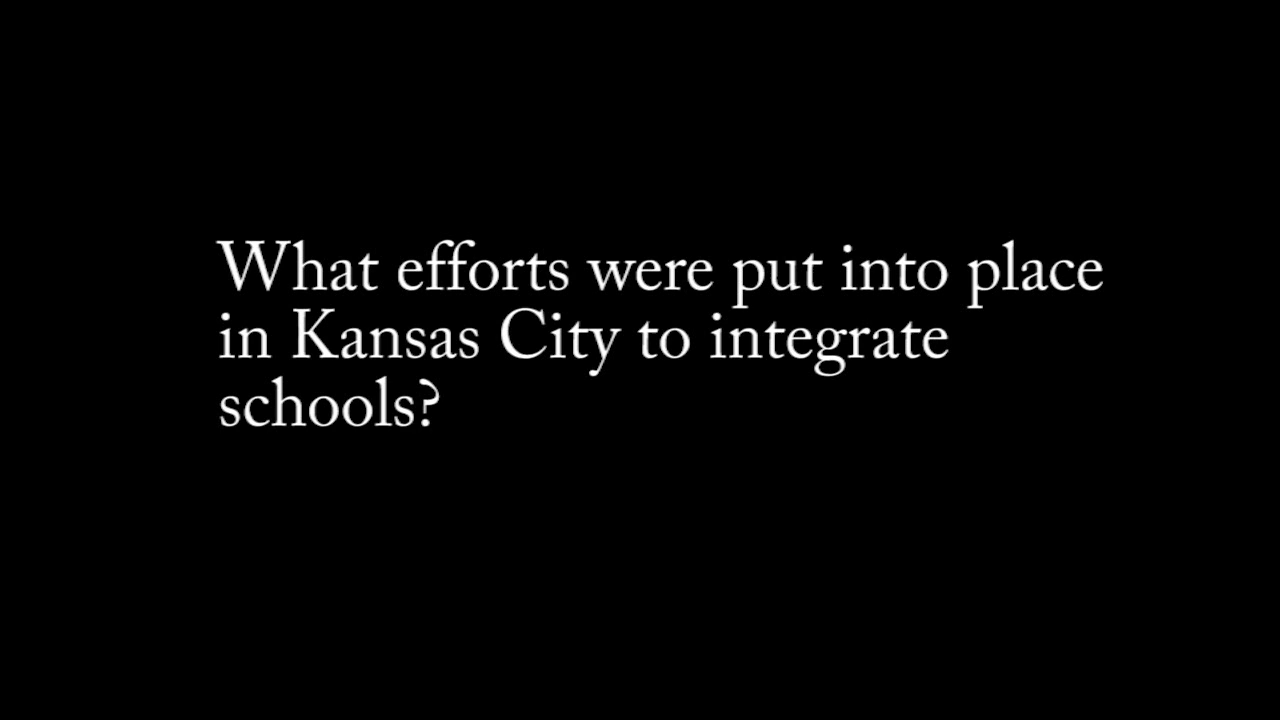 What efforts were put into place
in Kansas City to integrate
schools?